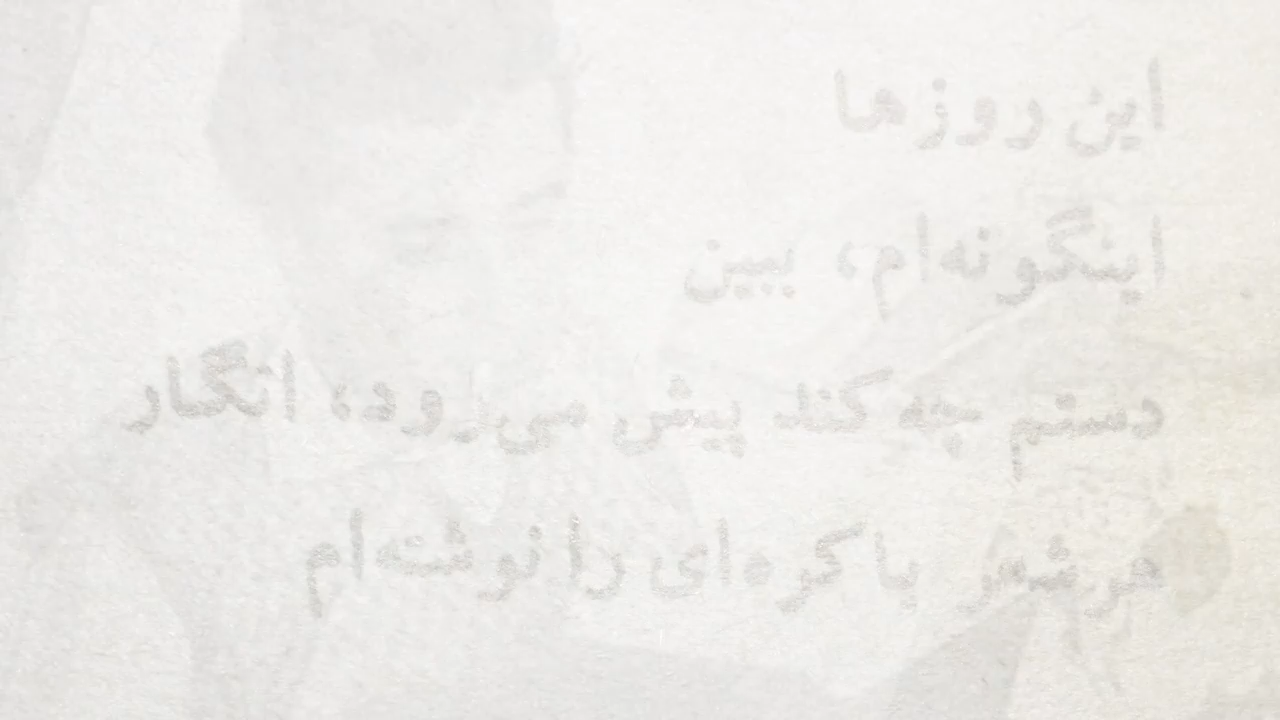 این روزها
اینگونه‌ام، ببین
دستم چه کند پیش می‌رود، انگار
هر شعر باکره‌ای را نوشته‌ام